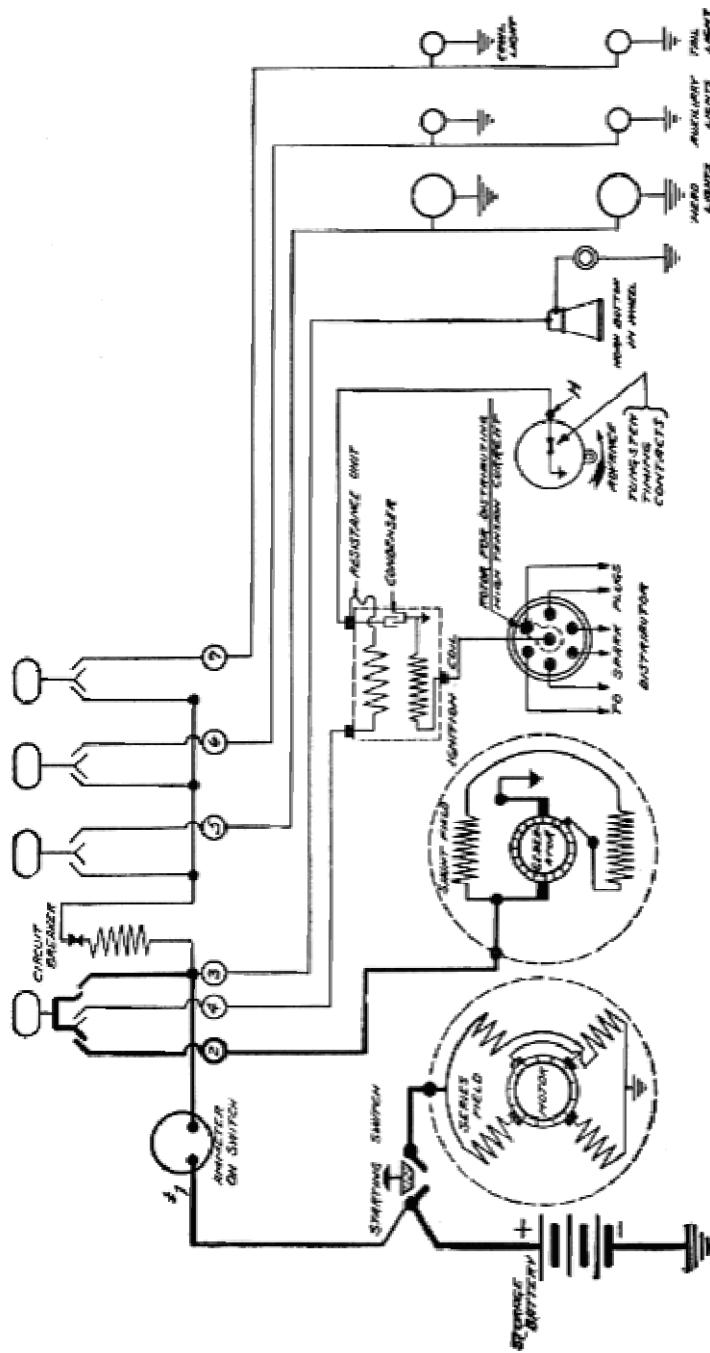 COWL
LIGHT
TAIL
LIGHT
AUXILIARY
LIGHTS
HEAD
LIGHTS
HORN BUTTON
IN WHEEL
H
ADVANCE
TUNGSTEN
TIMING
CONTACTS
ROTOR FOR DISTRIBUTING
HIGH TENSION CURRENT
RESISTANCE UNIT
CONDENSER
IGNITION COIL
TO SPARK PLUGS
DISTRIBUTOR
7
6
5
CIRCUIT
BREAKER
3
4
2
SHUNT FIELD
GENER-
ATOR
AMMETER
ON SWITCH
STARTING SWITCH
SERIES
FIELD
MOTOR
+
-
STORAGE
BATTERY